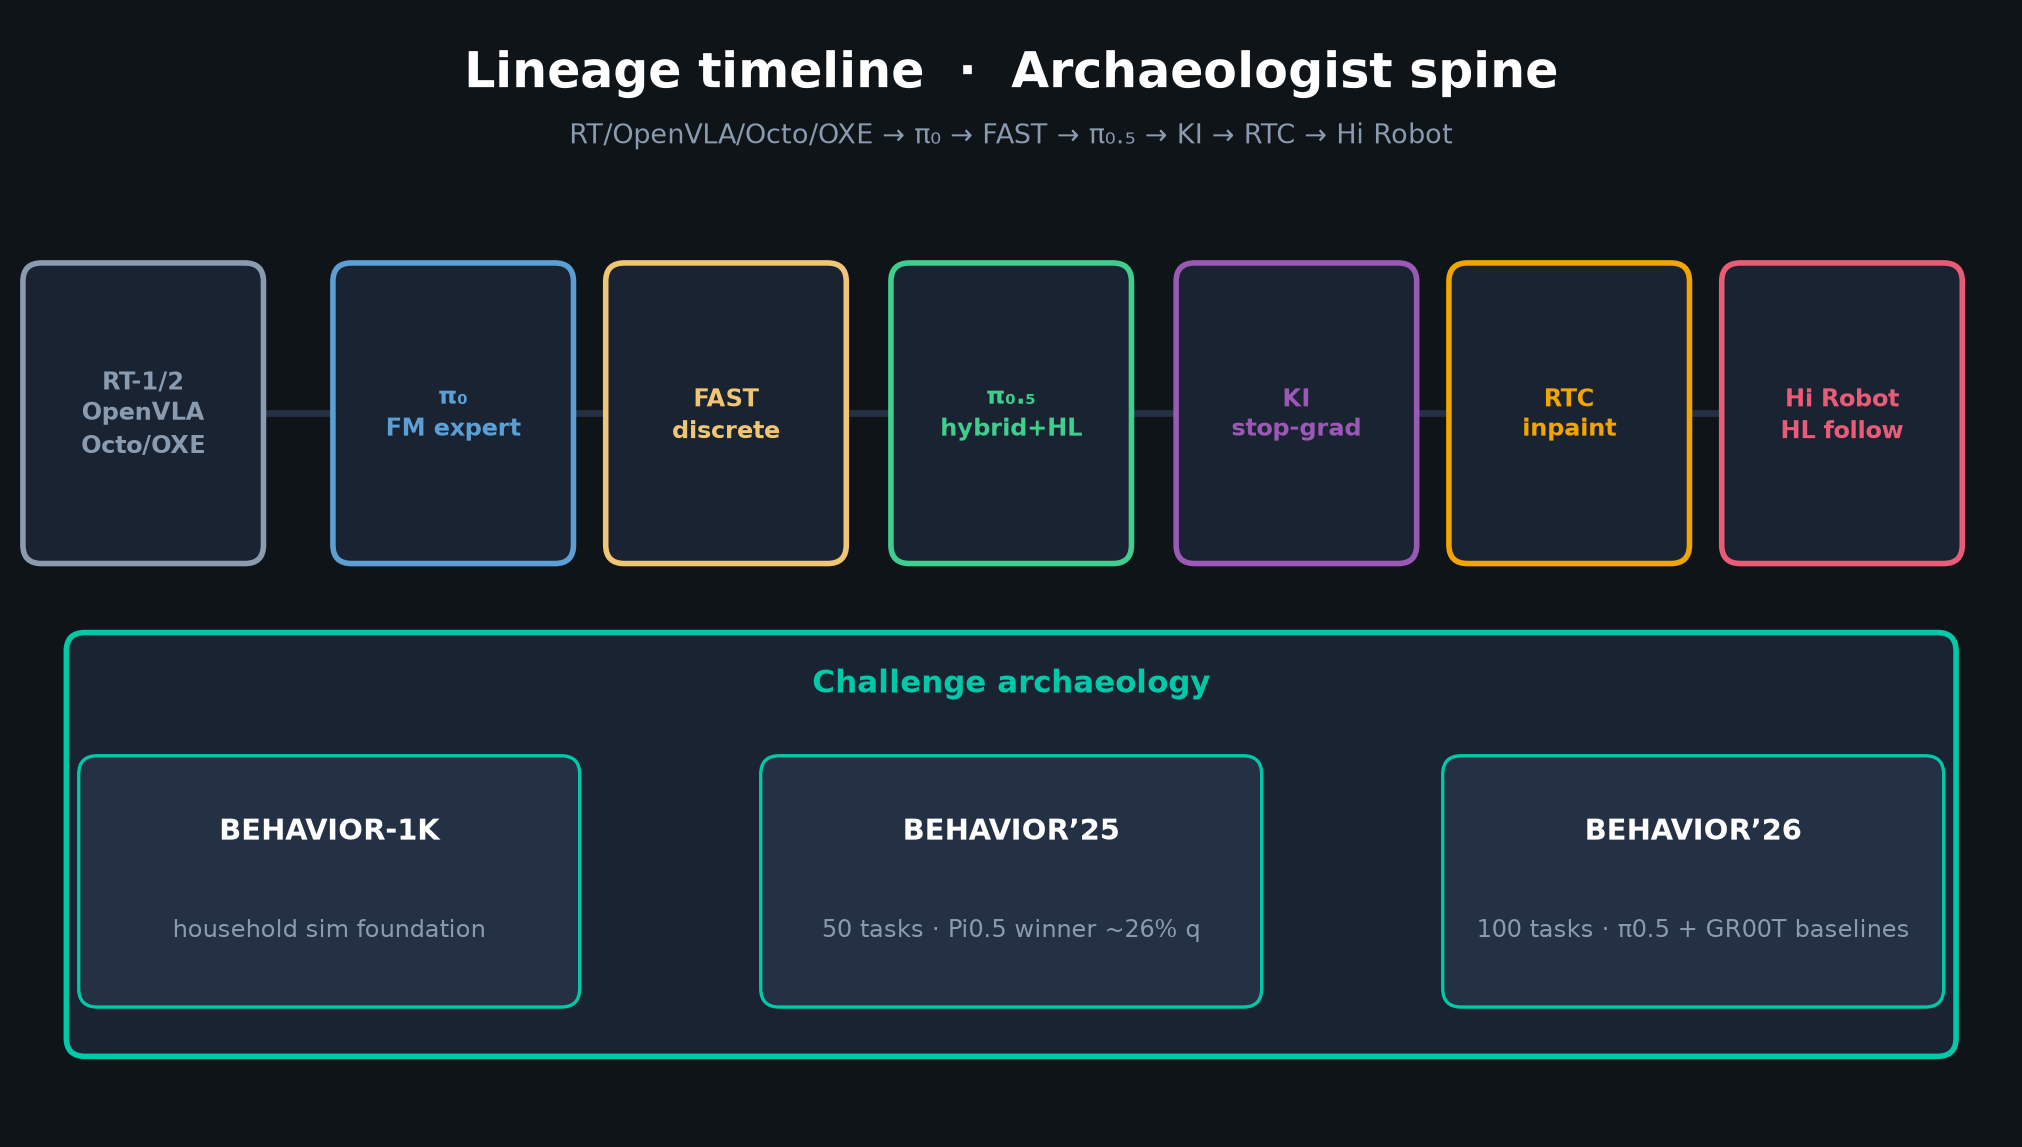 Lineage timeline · Archaeologist spine
RT/OpenVLA/Octo/OXE → π₀ → FAST → π₀.₅ → KI → RTC → Hi Robot
RT-1/2
OpenVLA
Octo/OXE
π₀
FM expert
FAST
discrete
π₀.₅
hybrid+HL
KI
stop-grad
RTC
inpaint
Hi Robot
HL follow
Challenge archaeology
BEHAVIOR-1K
household sim foundation
BEHAVIOR’25
50 tasks · Pi0.5 winner ~26% q
BEHAVIOR’26
100 tasks · π0.5 + GR00T baselines